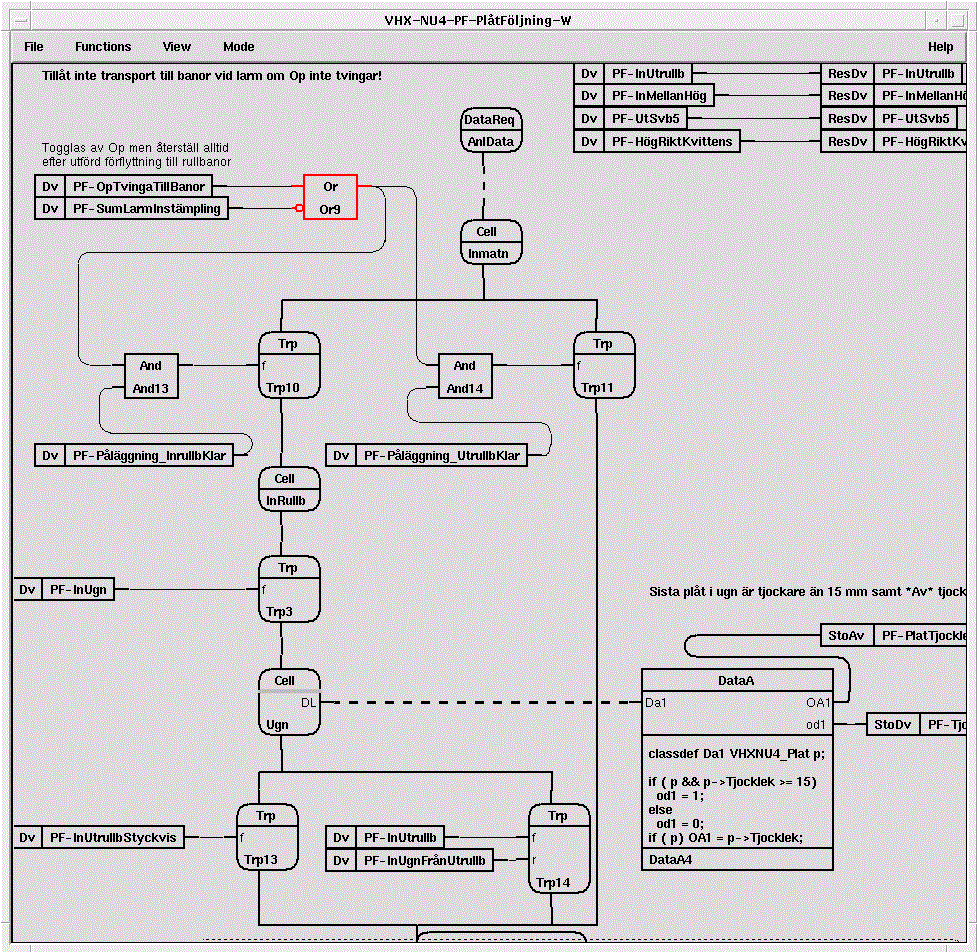 VHX-NU4-PF-PlåtFöljning-W
File Functions View Mode Help
Tillåt inte transport till banor vid larm om Op inte tvingar!
Dv PF-InUtrullb ResDv PF-InUtrullb
Dv PF-InMellanHög ResDv PF-InMellanHö
Dv PF-UtSvb5 ResDv PF-UtSvb5
Dv PF-HögRiktKvittens ResDv PF-HögRiktKv
DataReq
AnlData
Togglas av Op men återställ alltid
efter utförd förflyttning till rullbanor
Dv PF-OpTvingaTillBanor
Dv PF-SumLarmInstämpling
Or
Or9
Cell
Inmatn
And
And13
Trp
f
Trp10
And
And14
Trp
f
Trp11
Dv PF-Påläggning_InrullbKlar
Dv PF-Påläggning_UtrullbKlar
Cell
InRullb
Dv PF-InUgn
Trp
f
Trp3
Sista plåt i ugn är tjockare än 15 mm samt *Av* tjock
StoAv PF-PlatTjockle
Cell
DL
Ugn
DataA
Da1 OA1
od1
StoDv PF-Tjo
classdef Da1 VHXNU4_Plat p;
if ( p && p->Tjocklek >= 15)
od1 = 1;
else
od1 = 0;
if ( p) OA1 = p->Tjocklek;
DataA4
Dv PF-InUtrullbStyckvis
Trp
f
Trp13
Dv PF-InUtrullb
Dv PF-InUgnFrånUtrullb
Trp
f
r
Trp14